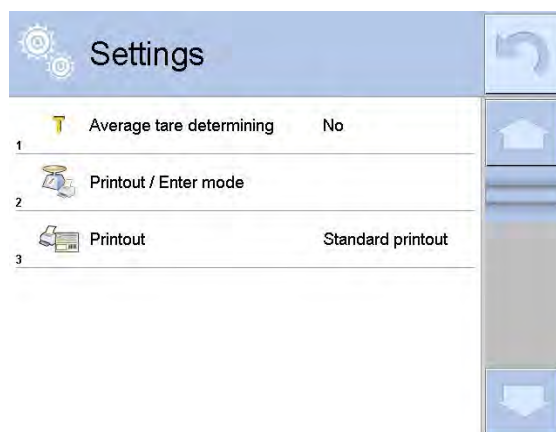 Settings
Average tare determining No
1
Printout / Enter mode
2
Printout Standard printout
3